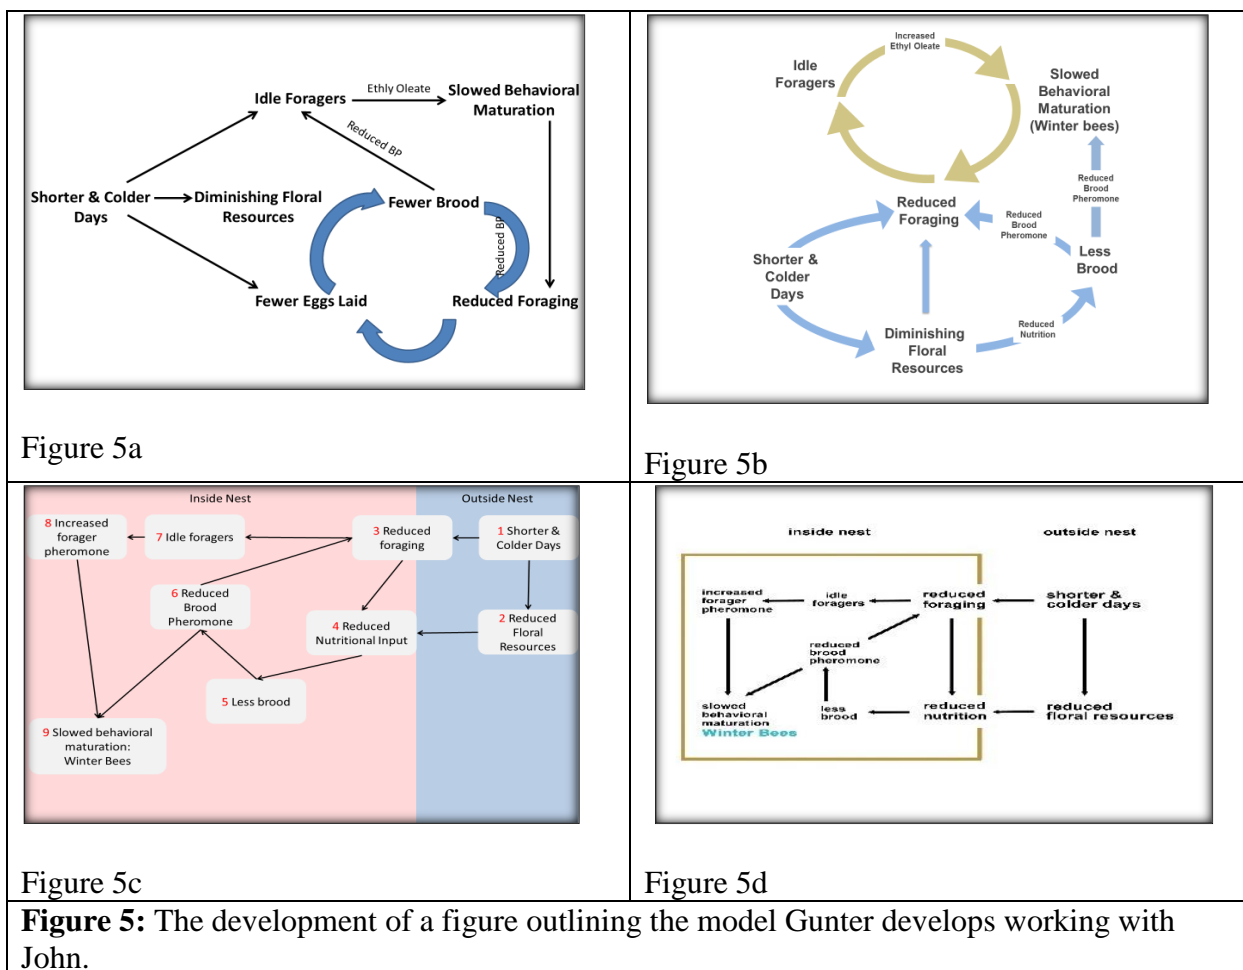 Idle Foragers
Ethly Oleate
Slowed Behavioral
Maturation
Reduced BP
Shorter & Colder
Days
Diminishing Floral
Resources
Fewer Brood
Reduced BP
Fewer Eggs Laid
Reduced Foraging
Figure 5a
Increased
Ethyl Oleate
Idle
Foragers
Slowed
Behavioral
Maturation
(Winter bees)
Reduced
Brood
Pheromone
Reduced
Foraging
Reduced
Brood
Pheromone
Less
Brood
Shorter &
Colder
Days
Reduced
Nutrition
Diminishing
Floral
Resources
Figure 5b
Inside Nest
Outside Nest
8 Increased
forager
pheromone
7 Idle foragers
3 Reduced
foraging
1 Shorter &
Colder Days
6 Reduced
Brood
Pheromone
4 Reduced
Nutritional Input
2 Reduced
Floral
Resources
5 Less brood
9 Slowed behavioral
maturation:
Winter Bees
Figure 5c
inside nest
outside nest
increased
forager
pheromone
idle
foragers
reduced
foraging
shorter &
colder days
reduced
brood
pheromone
slowed
behavioral
maturation
Winter Bees
less
brood
reduced
nutrition
reduced
floral resources
Figure 5d
Figure 5: The development of a figure outlining the model Gunter develops working with
John.